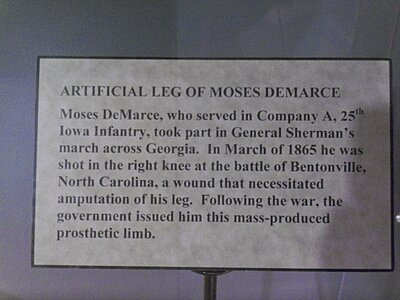 ARTIFICIAL LEG OF MOSES DEMARCE
Moses DeMarce, who served in Company A, 25th
Iowa Infantry, took part in General Sherman's
march across Georgia. In March of 1865 he was
shot in the right knee at the battle of Bentonville,
North Carolina, a wound that necessitated
amputation of his leg. Following the war, the
government issued him this mass-produced
prosthetic limb.